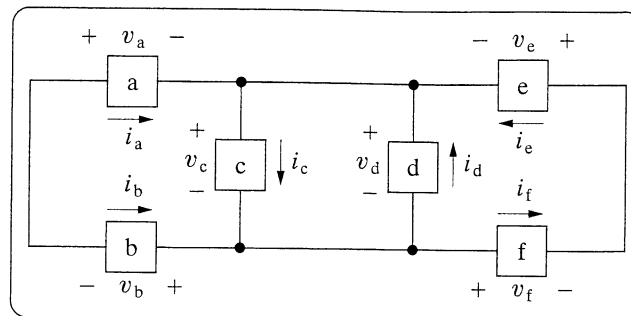 + v_a − − v_e +
a e
i_a + + i_e
v_c c i_c v_d d i_d
i_b − − i_f
b f
− v_b + + v_f −